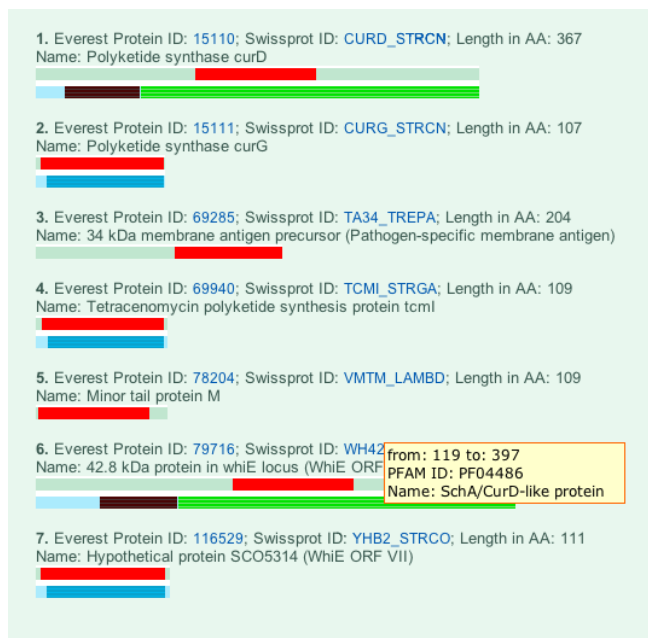 1. Everest Protein ID: 15110; Swissprot ID: CURD_STRCN; Length in AA: 367
Name: Polyketide synthase curD
2. Everest Protein ID: 15111; Swissprot ID: CURG_STRCN; Length in AA: 107
Name: Polyketide synthase curG
3. Everest Protein ID: 69285; Swissprot ID: TA34_TREPA; Length in AA: 204
Name: 34 kDa membrane antigen precursor (Pathogen-specific membrane antigen)
4. Everest Protein ID: 69940; Swissprot ID: TCMI_STRGA; Length in AA: 109
Name: Tetracenomycin polyketide synthesis protein tcmI
5. Everest Protein ID: 78204; Swissprot ID: VMTM_LAMBD; Length in AA: 109
Name: Minor tail protein M
6. Everest Protein ID: 79716; Swissprot ID: WH42
Name: 42.8 kDa protein in whiE locus (WhiE ORF
from: 119 to: 397
PFAM ID: PF04486
Name: SchA/CurD-like protein
7. Everest Protein ID: 116529; Swissprot ID: YHB2_STRCO; Length in AA: 111
Name: Hypothetical protein SCO5314 (WhiE ORF VII)